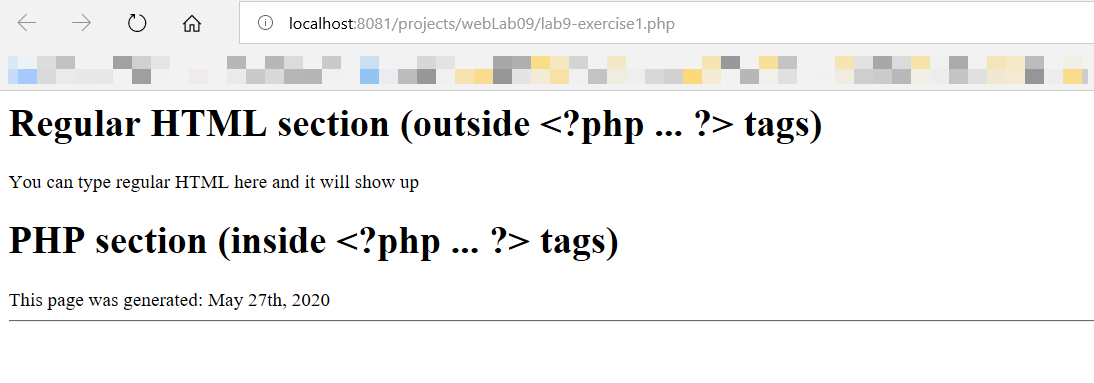 localhost:8081/projects/webLab09/lab9-exercise1.php
Regular HTML section (outside <?php ... ?> tags)
You can type regular HTML here and it will show up
PHP section (inside <?php ... ?> tags)
This page was generated: May 27th, 2020